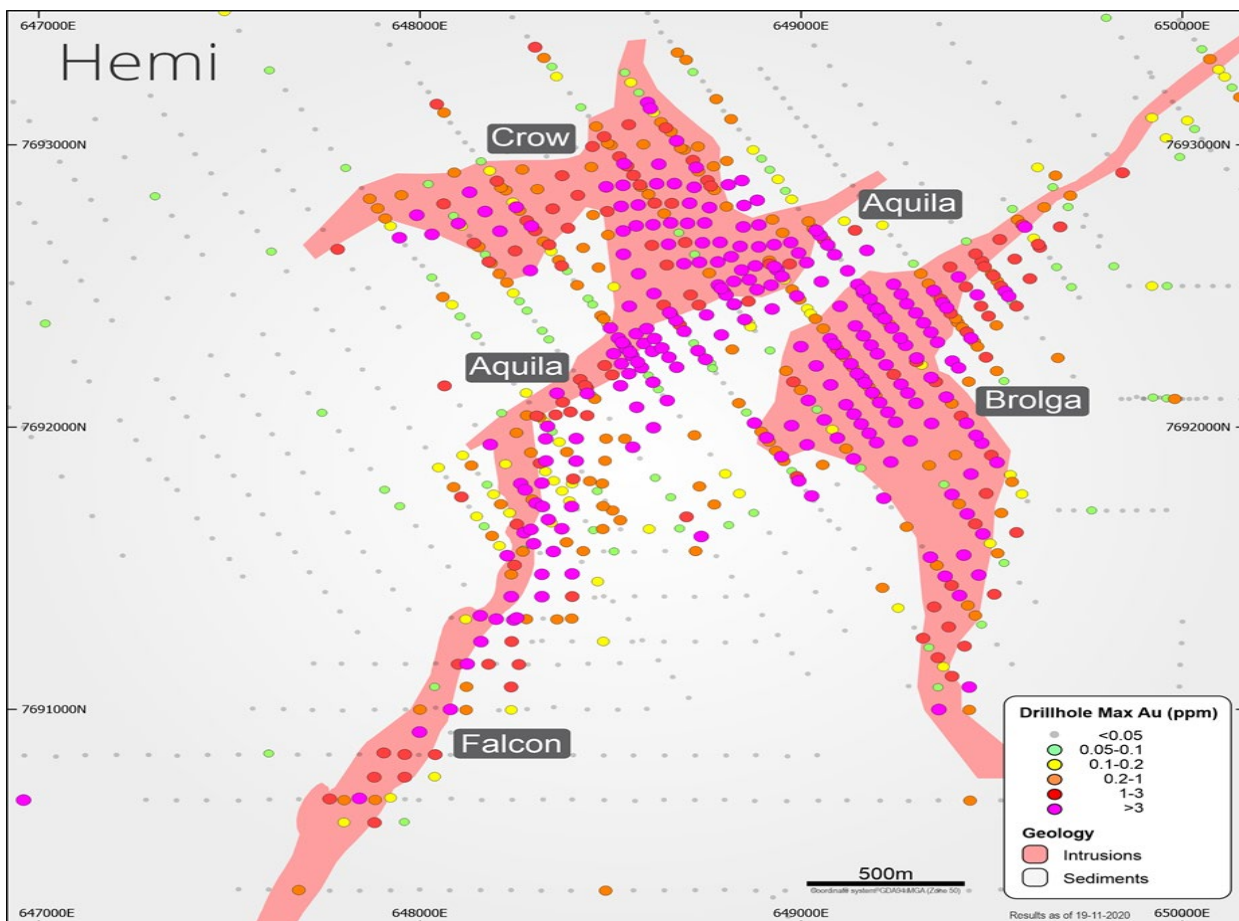 647000E 648000E 649000E 650000E
Hemi
Crow
7693000N 7693000N
Aquila
Aquila
Brolga
7692000N 7692000N
7691000N
Falcon
Drillhole Max Au (ppm)
<0.05
0.05-0.1
0.1-0.2
0.2-1
1-3
>3
Geology
Intrusions
Sediments
500m
647000E 648000E 649000E 650000E
Results as of 19-11-2020